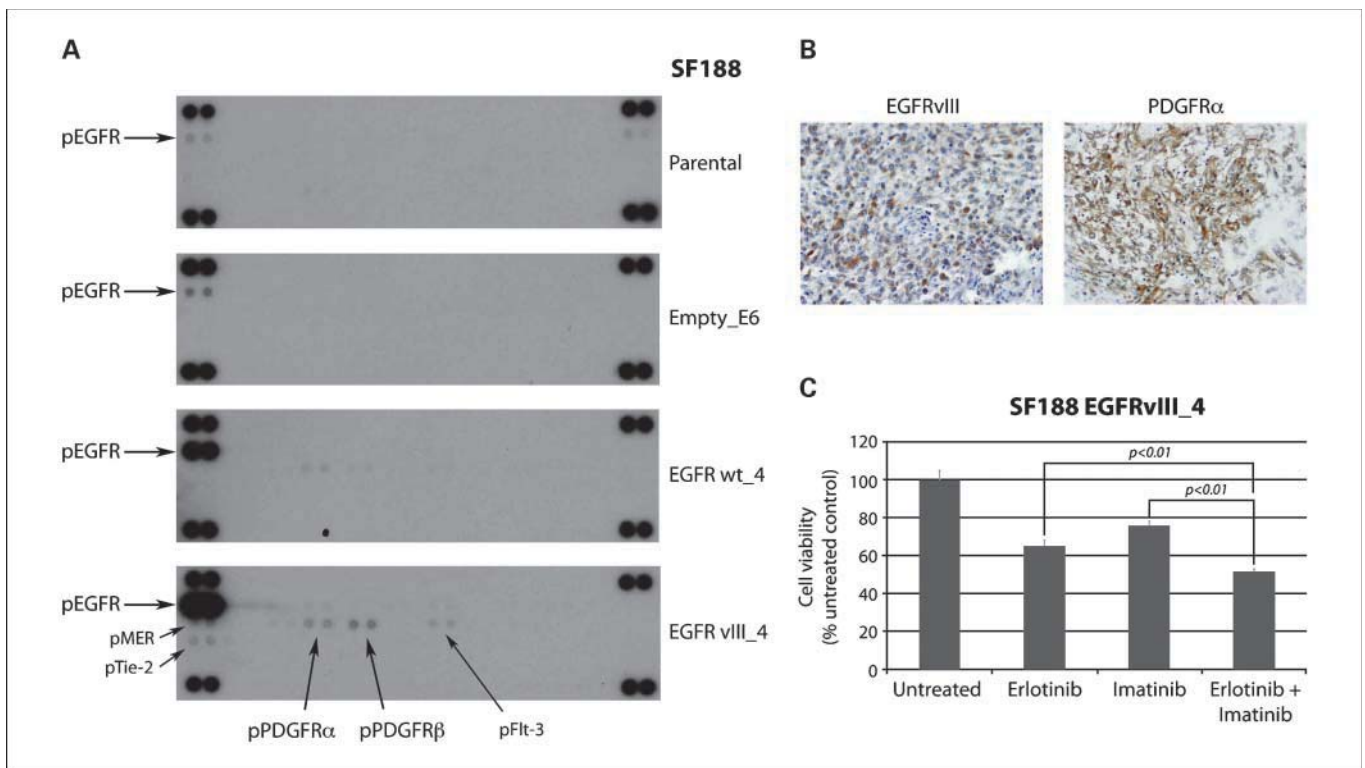 A
SF188
pEGFR
Parental
pEGFR
Empty_E6
pEGFR
EGFR wt_4
pEGFR
pMER
pTie-2
EGFR vIII_4
pPDGFRα
pPDGFRβ
pFlt-3
B
EGFRvIII
PDGFRα
C
SF188 EGFRvIII_4
Cell viability
(% untreated control)
120
100
80
60
40
20
0
p<0.01
p<0.01
Untreated
Erlotinib
Imatinib
Erlotinib +
Imatinib